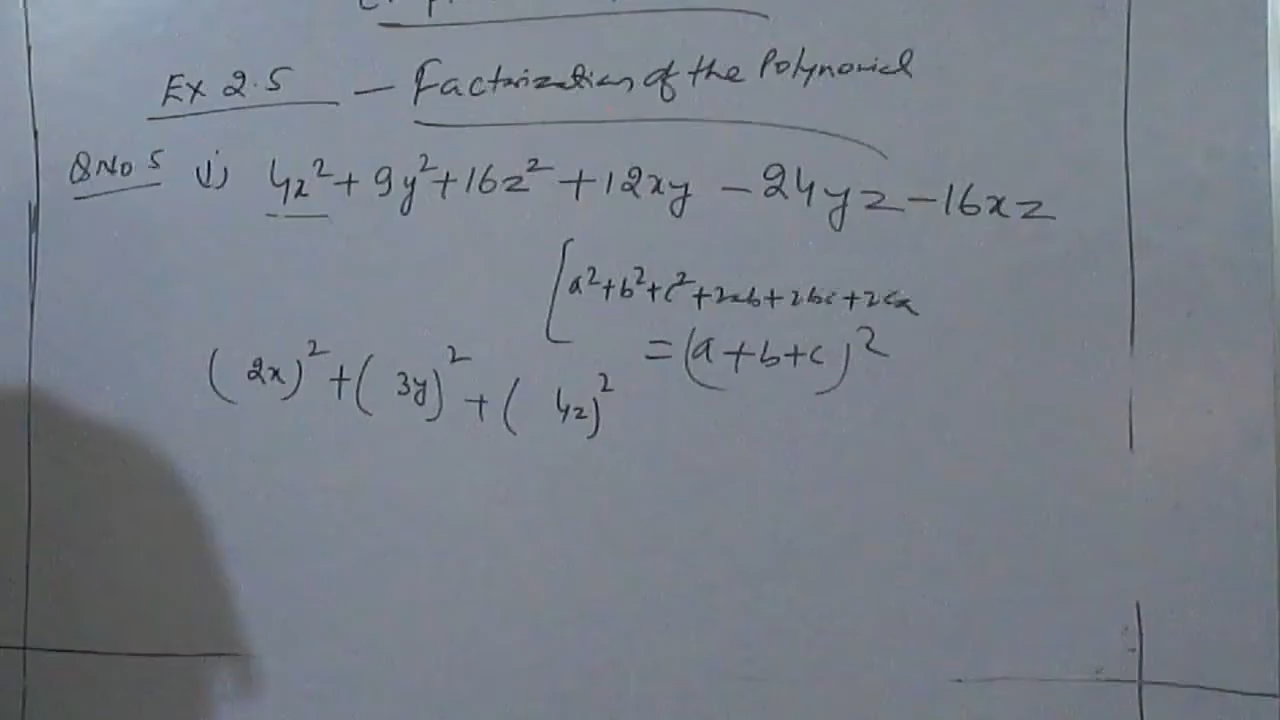 Ex 2.5 — Factorization of the Polynomial
Q No 5 (i) 4x² + 9y² + 16z² + 12xy - 24yz - 16xz
[a² + b² + c² + 2ab + 2bc + 2ca
= (a + b + c)²
(2x)² + (3y)² + (4z)²